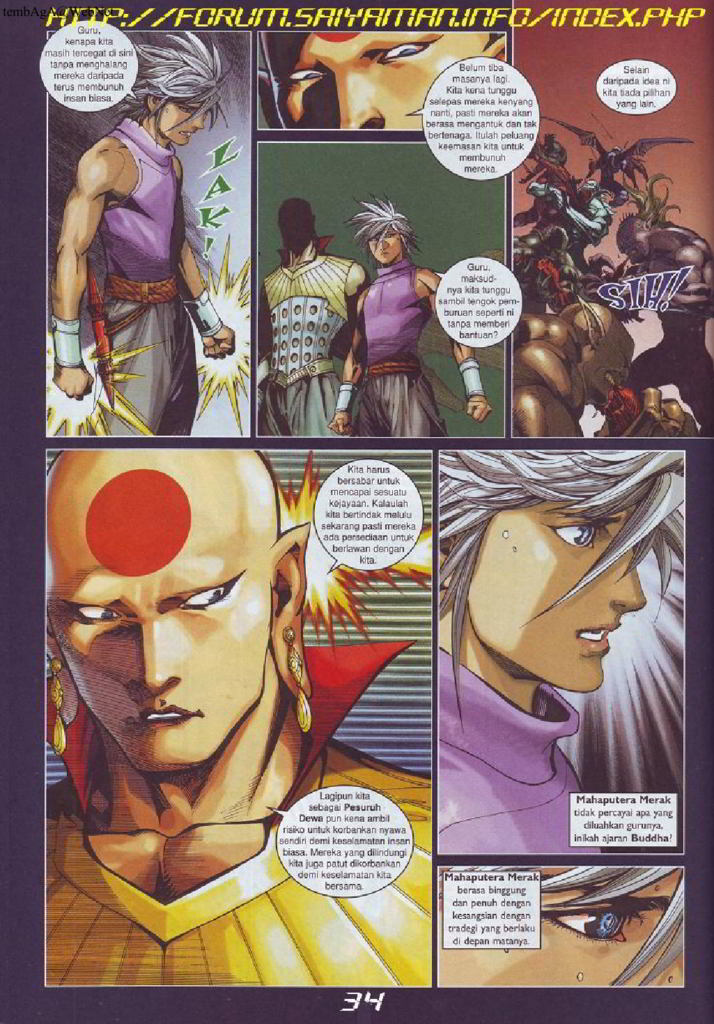 tembAgA@WebNet
HTTP://FORUM.SAIYAMAN.INFO/INDEX.PHP
Guru,
kenapa kita
masih tercegat di sini
tanpa menghalang
mereka daripada
terus membunuh
insan biasa.
LAK!
Belum tiba
masanya lagi.
Kita kena tunggu
selepas mereka kenyang
nanti, pasti mereka akan
berasa mengantuk dan tak
bertenaga. Itulah peluang
keemasan kita untuk
membunuh
mereka.
Guru,
maksud-
nya kita tunggu
sambil tengok pem-
buruan seperti ni
tanpa memberi
bantuan?
Selain
daripada idea ni
kita tiada pilihan
yang lain.
SIH!
Kita harus
bersabar untuk
mencapai sesuatu
kejayaan. Kalaulah
kita bertindak melulu
sekarang pasti mereka
ada persediaan untuk
berlawan dengan
kita.
Lagipun kita
sebagai Pesuruh
Dewa pun kena ambil
risiko untuk korbankan nyawa
sendiri demi keselamatan insan
biasa. Mereka yang dilindungi
kita juga patut dikorbankan
demi keselamatan kita
bersama.
Mahaputera Merak
tidak percayai apa yang
diluahkan gurunya,
inikah ajaran Buddha?
Mahaputera Merak
berasa binggung
dan penuh dengan
kesangsian dengan
tradegi yang berlaku
di depan matanya.
34